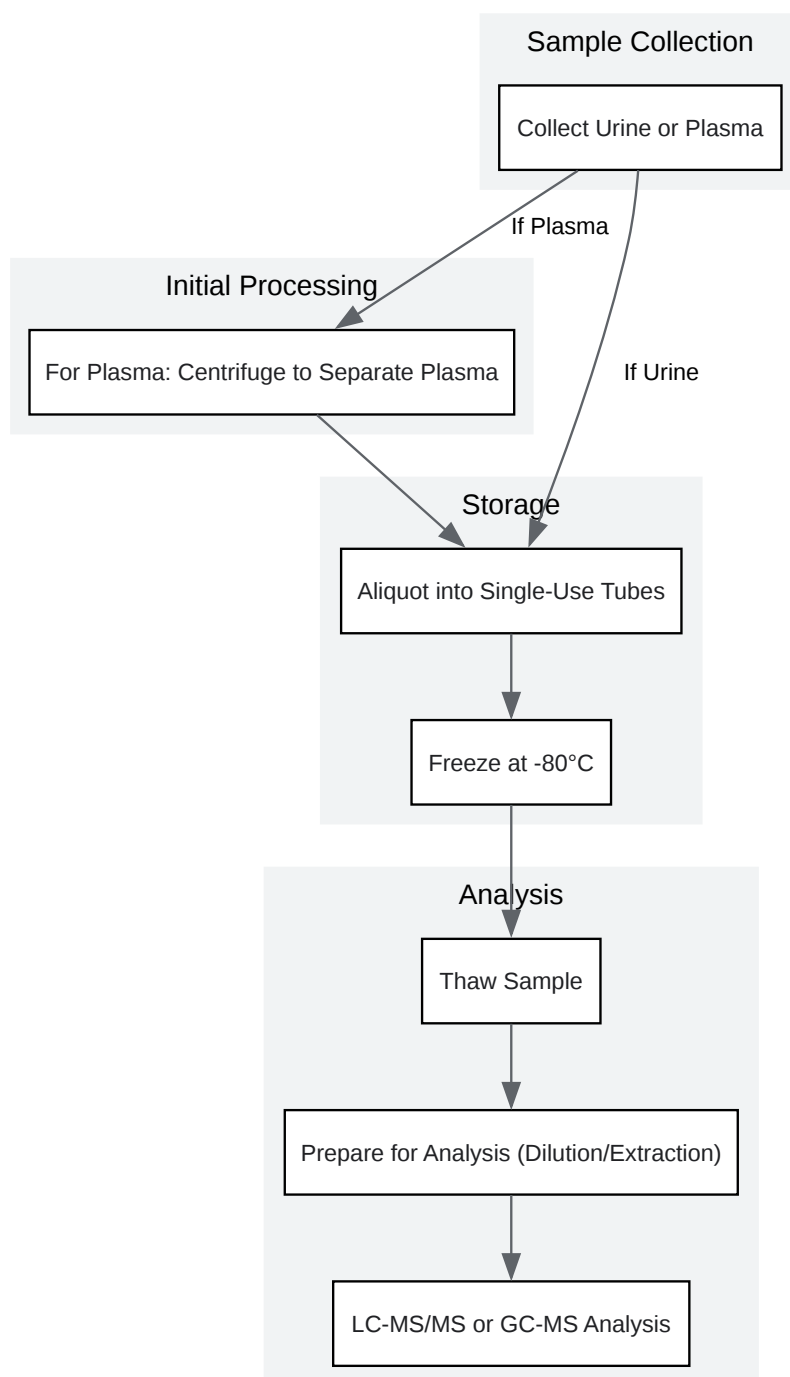 Sample Collection
Collect Urine or Plasma
If Plasma
Initial Processing
For Plasma: Centrifuge to Separate Plasma
If Urine
Storage
Aliquot into Single-Use Tubes
Freeze at -80°C
Analysis
Thaw Sample
Prepare for Analysis (Dilution/Extraction)
LC-MS/MS or GC-MS Analysis